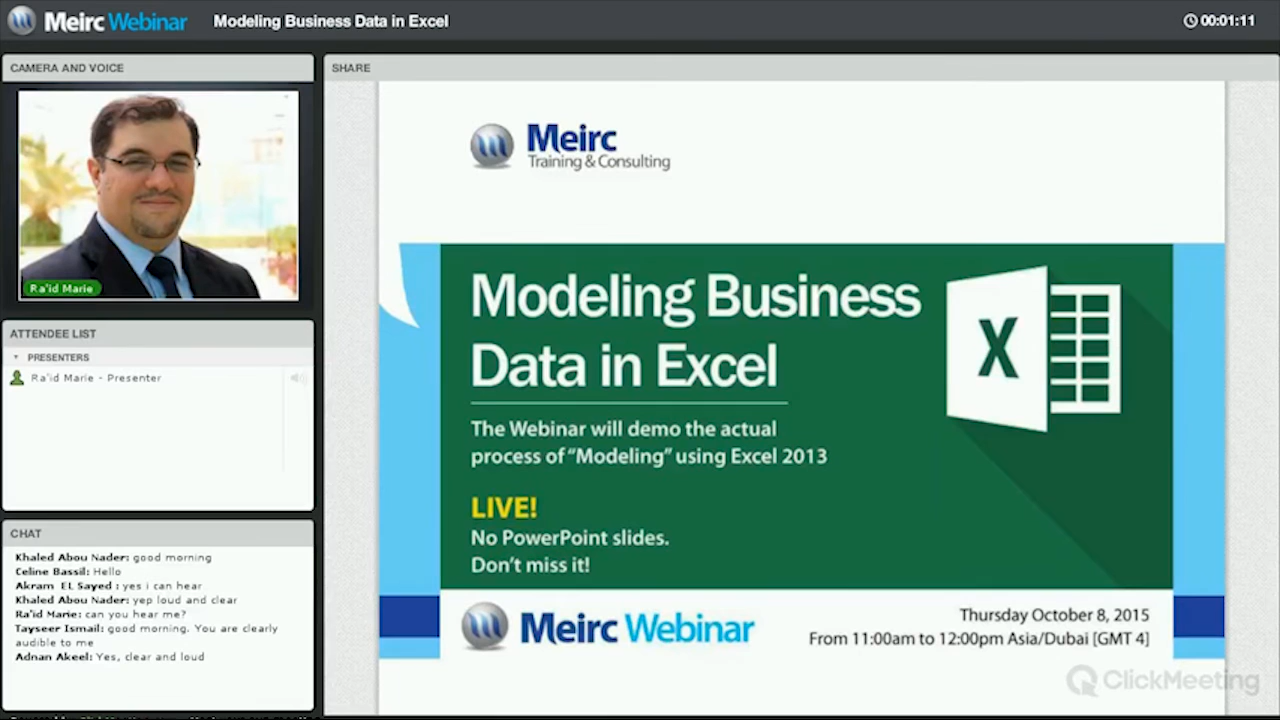 Meirc Webinar
Modeling Business Data in Excel
00:01:11
CAMERA AND VOICE
Ra'id Marie
ATTENDEE LIST
PRESENTERS
Ra'id Marie - Presenter
CHAT
Khaled Abou Nader: good morning
Celine Bassil: Hello
Akram EL Sayed : yes i can hear
Khaled Abou Nader: yep loud and clear
Ra'id Marie: can you hear me?
Tayseer Ismail: good morning. You are clearly
audible to me
Adnan Akeel: Yes, clear and loud
SHARE
Meirc
Training & Consulting
Modeling Business
Data in Excel
X
The Webinar will demo the actual
process of "Modeling" using Excel 2013
LIVE!
No PowerPoint slides.
Don't miss it!
Meirc Webinar
Thursday October 8, 2015
From 11:00am to 12:00pm Asia/Dubai [GMT 4]
ClickMeeting